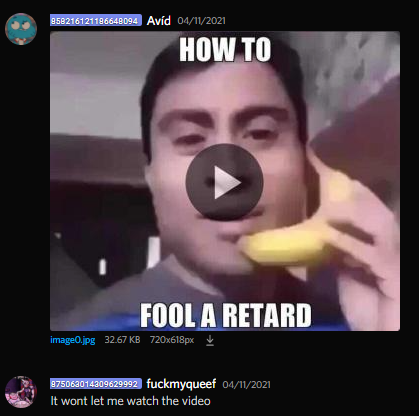 858216121186648094 Avíd 04/11/2021
HOW TO
FOOL A RETARD
image0.jpg 32.67 KB 720x618px
875063014309629992 fuckmyqueef 04/11/2021
It wont let me watch the video